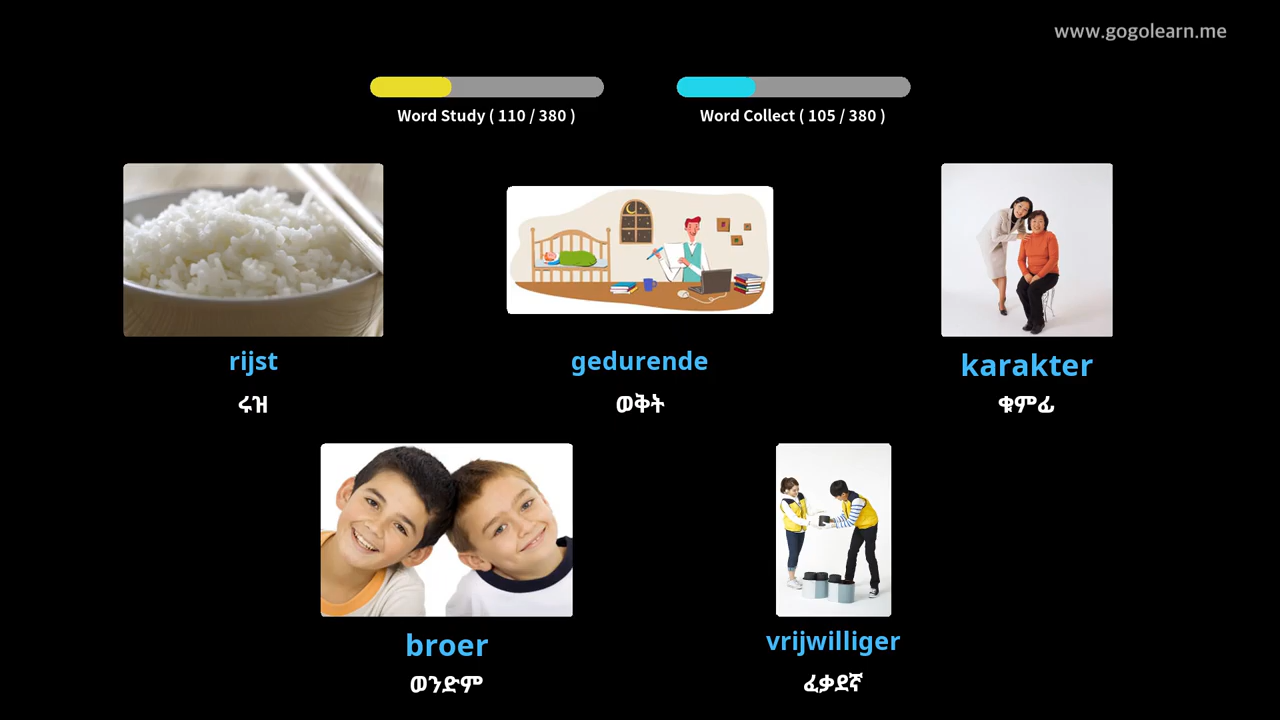 www.gogolearn.me
Word Study ( 110 / 380 )
Word Collect ( 105 / 380 )
rijst
ሩዝ
gedurende
ወቅት
karakter
ቁምፊ
broer
ወንድም
vrijwilliger
ፈቃደኛ